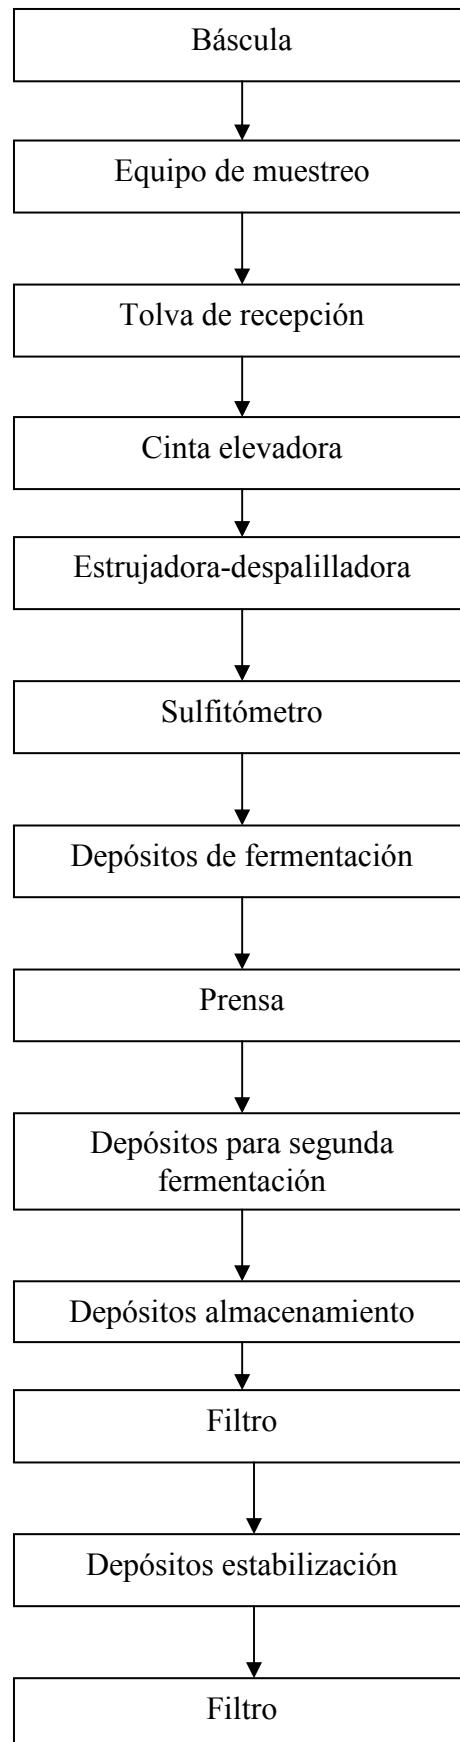 Báscula
Equipo de muestreo
Tolva de recepción
Cinta elevadora
Estrujadora-despalilladora
Sulfitómetro
Depósitos de fermentación
Prensa
Depósitos para segunda
fermentación
Depósitos almacenamiento
Filtro
Depósitos estabilización
Filtro